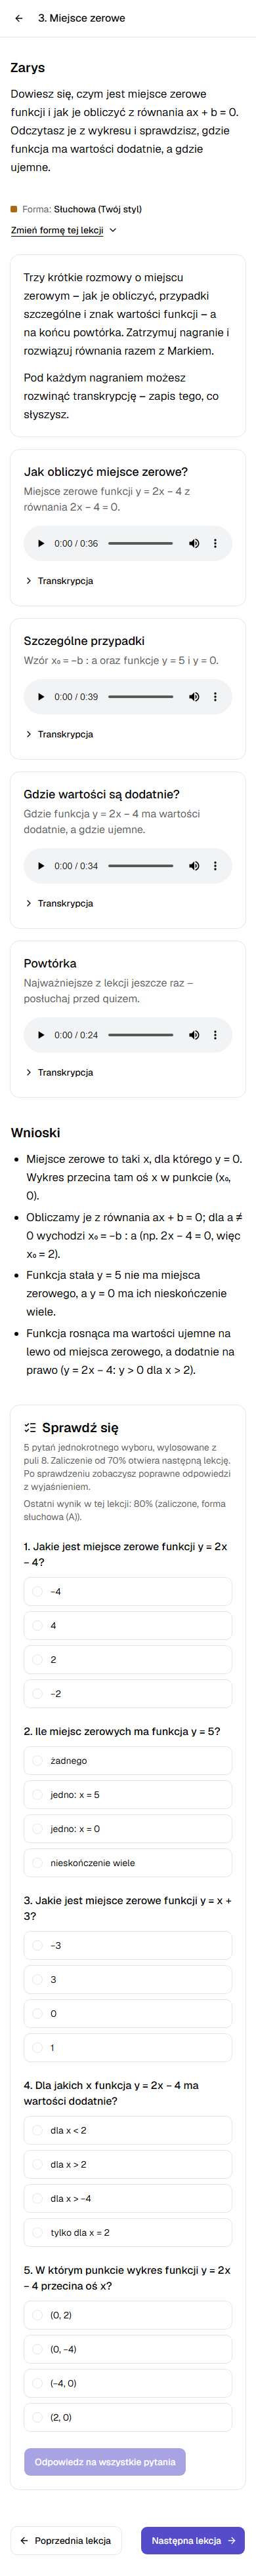 3. Miejsce zerowe
Zarys
Dowiesz się, czym jest miejsce zerowe
funkcji i jak je obliczyć z równania ax + b = 0.
Odczytasz je z wykresu i sprawdzisz, gdzie
funkcja ma wartości dodatnie, a gdzie
ujemne.
Forma: Słuchowa (Twój styl)
Zmień formę tej lekcji
Trzy krótkie rozmowy o miejscu
zerowym – jak je obliczyć, przypadki
szczególne i znak wartości funkcji – a
na końcu powtórka. Zatrzymuj nagranie i
rozwiązuj równania razem z Markiem.
Pod każdym nagraniem możesz
rozwinąć transkrypcję – zapis tego, co
słyszysz.
Jak obliczyć miejsce zerowe?
Miejsce zerowe funkcji y = 2x − 4 z
równania 2x − 4 = 0.
0:00 / 0:36
Transkrypcja
Szczególne przypadki
Wzór x₀ = −b : a oraz funkcje y = 5 i y = 0.
0:00 / 0:39
Transkrypcja
Gdzie wartości są dodatnie?
Gdzie funkcja y = 2x − 4 ma wartości
dodatnie, a gdzie ujemne.
0:00 / 0:34
Transkrypcja
Powtórka
Najważniejsze z lekcji jeszcze raz –
posłuchaj przed quizem.
0:00 / 0:24
Transkrypcja
Wnioski
• Miejsce zerowe to taki x, dla którego y = 0.
Wykres przecina tam oś x w punkcie (x₀,
0).
• Obliczamy je z równania ax + b = 0; dla a ≠
0 wychodzi x₀ = −b : a (np. 2x − 4 = 0, więc
x₀ = 2).
• Funkcja stała y = 5 nie ma miejsca
zerowego, a y = 0 ma ich nieskończenie
wiele.
• Funkcja rosnąca ma wartości ujemne na
lewo od miejsca zerowego, a dodatnie na
prawo (y = 2x − 4: y > 0 dla x > 2).
Sprawdź się
5 pytań jednokrotnego wyboru, wylosowane z
puli 8. Zaliczenie od 70% otwiera następną lekcję.
Po sprawdzeniu zobaczysz poprawne odpowiedzi
z wyjaśnieniem.
Ostatni wynik w tej lekcji: 80% (zaliczone, forma
słuchowa (A)).
1. Jakie jest miejsce zerowe funkcji y = 2x
− 4?
−4
4
2
−2
2. Ile miejsc zerowych ma funkcja y = 5?
żadnego
jedno: x = 5
jedno: x = 0
nieskończenie wiele
3. Jakie jest miejsce zerowe funkcji y = x +
3?
−3
3
0
1
4. Dla jakich x funkcja y = 2x − 4 ma
wartości dodatnie?
dla x < 2
dla x > 2
dla x > −4
tylko dla x = 2
5. W którym punkcie wykres funkcji y = 2x
− 4 przecina oś x?
(0, 2)
(0, −4)
(−4, 0)
(2, 0)
Odpowiedz na wszystkie pytania
Poprzednia lekcja
Następna lekcja